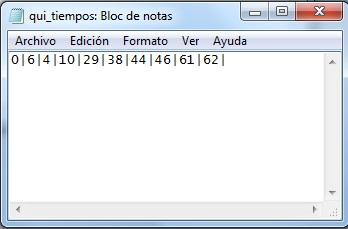 qui_tiempos: Bloc de notas
Archivo Edición Formato Ver Ayuda
0|6|4|10|29|38|44|46|61|62|